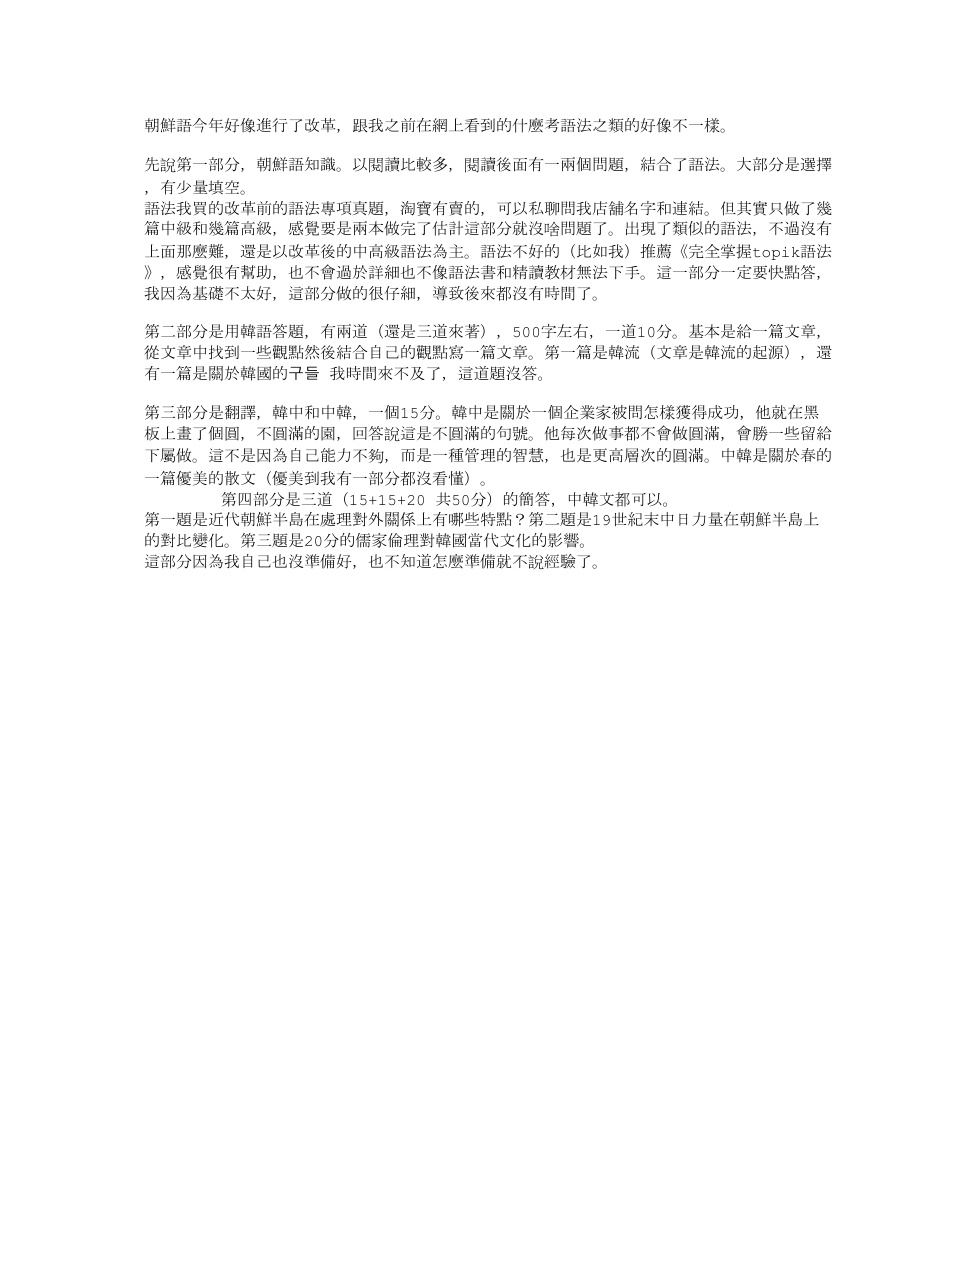 朝鮮語今年好像進行了改革, 跟我之前在網上看到的什麼考語法之類的好像不一樣。
先說第一部分, 朝鮮語知識。以閱讀比較多, 閱讀後面有一兩個問題, 結合了語法。大部分是選擇
, 有少量填空。
語法我買的改革前的語法專項真題, 淘寶有賣的, 可以私聊問我店舖名字和連結。但其實只做了幾
篇中級和幾篇高級, 感覺要是兩本做完了估計這部分就沒啥問題了。出現了類似的語法, 不過沒有
上面那麼難, 還是以改革後的中高級語法為主。語法不好的 (比如我) 推薦《完全掌握topik語法
》, 感覺很有幫助, 也不會過於詳細也不像語法書和精讀教材無法下手。這一部分一定要快點答,
我因為基礎不太好, 這部分做的很仔細, 導致後來都沒有時間了。
第二部分是用韓語答題, 有兩道 (還是三道來著) , 500字左右, 一道10分。基本是給一篇文章,
從文章中找到一些觀點然後結合自己的觀點寫一篇文章。第一篇是韓流 (文章是韓流的起源) , 還
有一篇是關於韓國的구들 我時間來不及了, 這道題沒答。
第三部分是翻譯, 韓中和中韓, 一個15分。韓中是關於一個企業家被問怎樣獲得成功, 他就在黑
板上畫了個圓, 不圓滿的園, 回答說這是不圓滿的句號。他每次做事都不會做圓滿, 會勝一些留給
下屬做。這不是因為自己能力不夠, 而是一種管理的智慧, 也是更高層次的圓滿。中韓是關於春的
一篇優美的散文 (優美到我有一部分都沒看懂) 。
第四部分是三道 (15+15+20 共50分) 的簡答, 中韓文都可以。
第一題是近代朝鮮半島在處理對外關係上有哪些特點？第二題是19世紀末中日力量在朝鮮半島上
的對比變化。第三題是20分的儒家倫理對韓國當代文化的影響。
這部分因為我自己也沒準備好, 也不知道怎麼準備就不說經驗了。